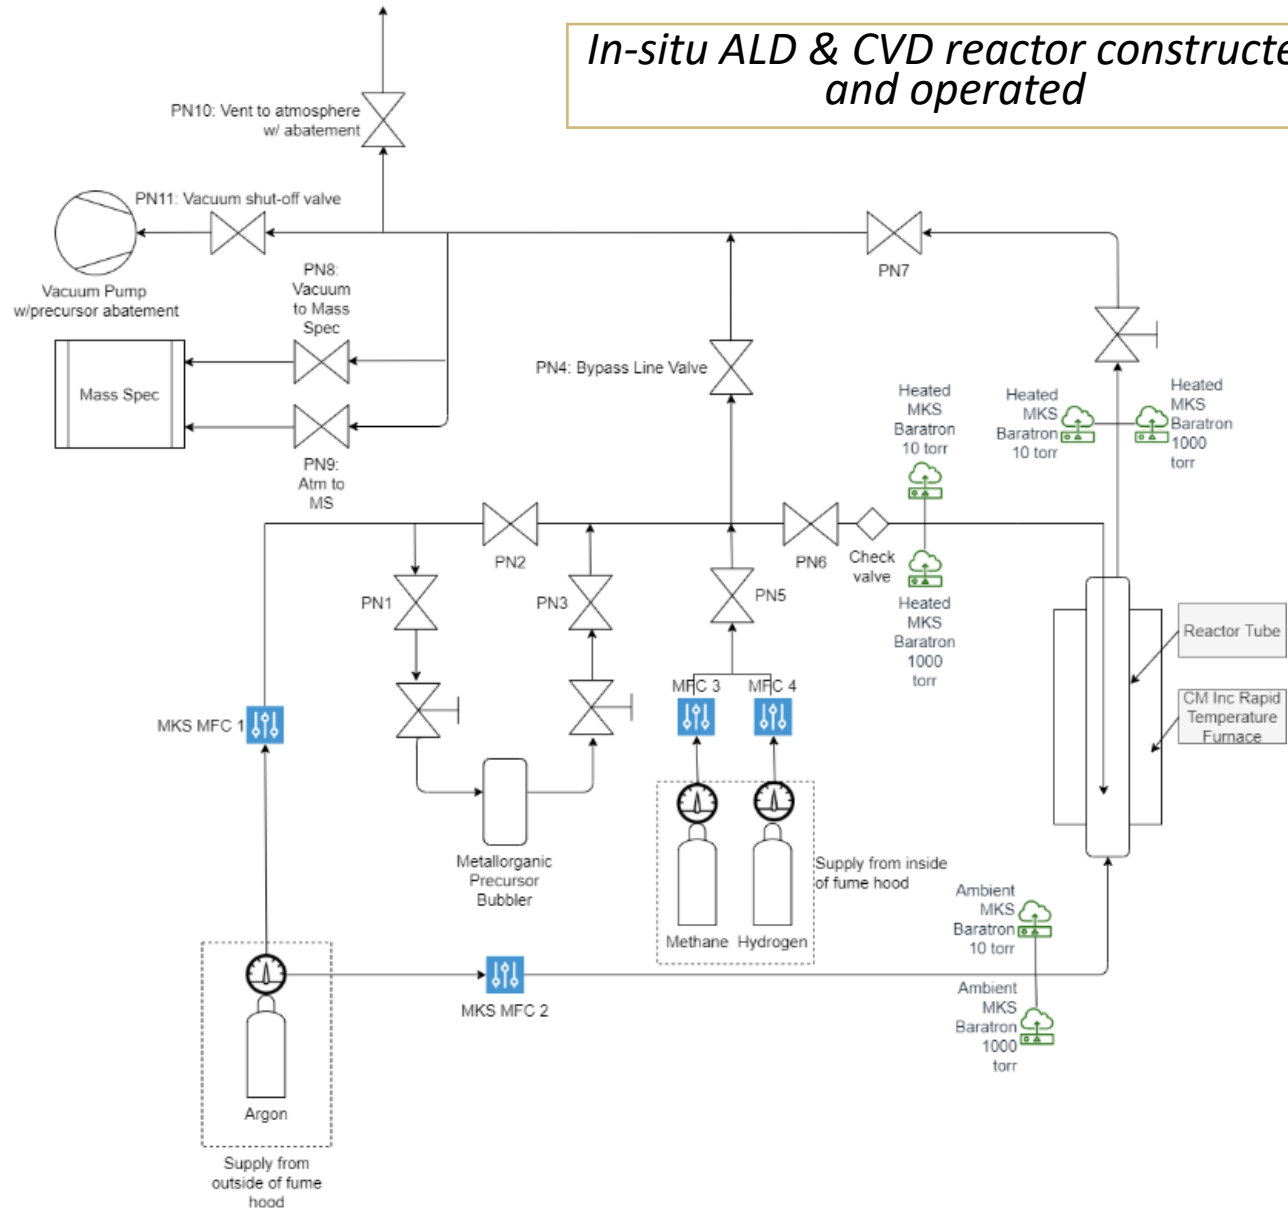 In-situ ALD & CVD reactor constructe
and operated
PN10: Vent to atmosphere
w/ abatement
PN11: Vacuum shut-off valve
Vacuum Pump
w/precursor abatement
PN8:
Vacuum
to Mass
Spec
Mass Spec
PN9:
Atm to
MS
PN4: Bypass Line Valve
PN7
Heated
MKS
Baratron
10 torr
Heated
MKS
Baratron
10 torr
Heated
MKS
Baratron
1000
torr
PN2
PN6
Check
valve
PN1
PN3
PN5
Heated
MKS
Baratron
1000
torr
Reactor Tube
CM Inc Rapid
Temperature
Furnace
MKS MFC 1
MFC 3
MFC 4
Metallorganic
Precursor
Bubbler
Supply from inside
of fume hood
Methane
Hydrogen
Ambient
MKS
Baratron
10 torr
MKS MFC 2
Ambient
MKS
Baratron
1000
torr
Argon
Supply from
outside of fume
hood